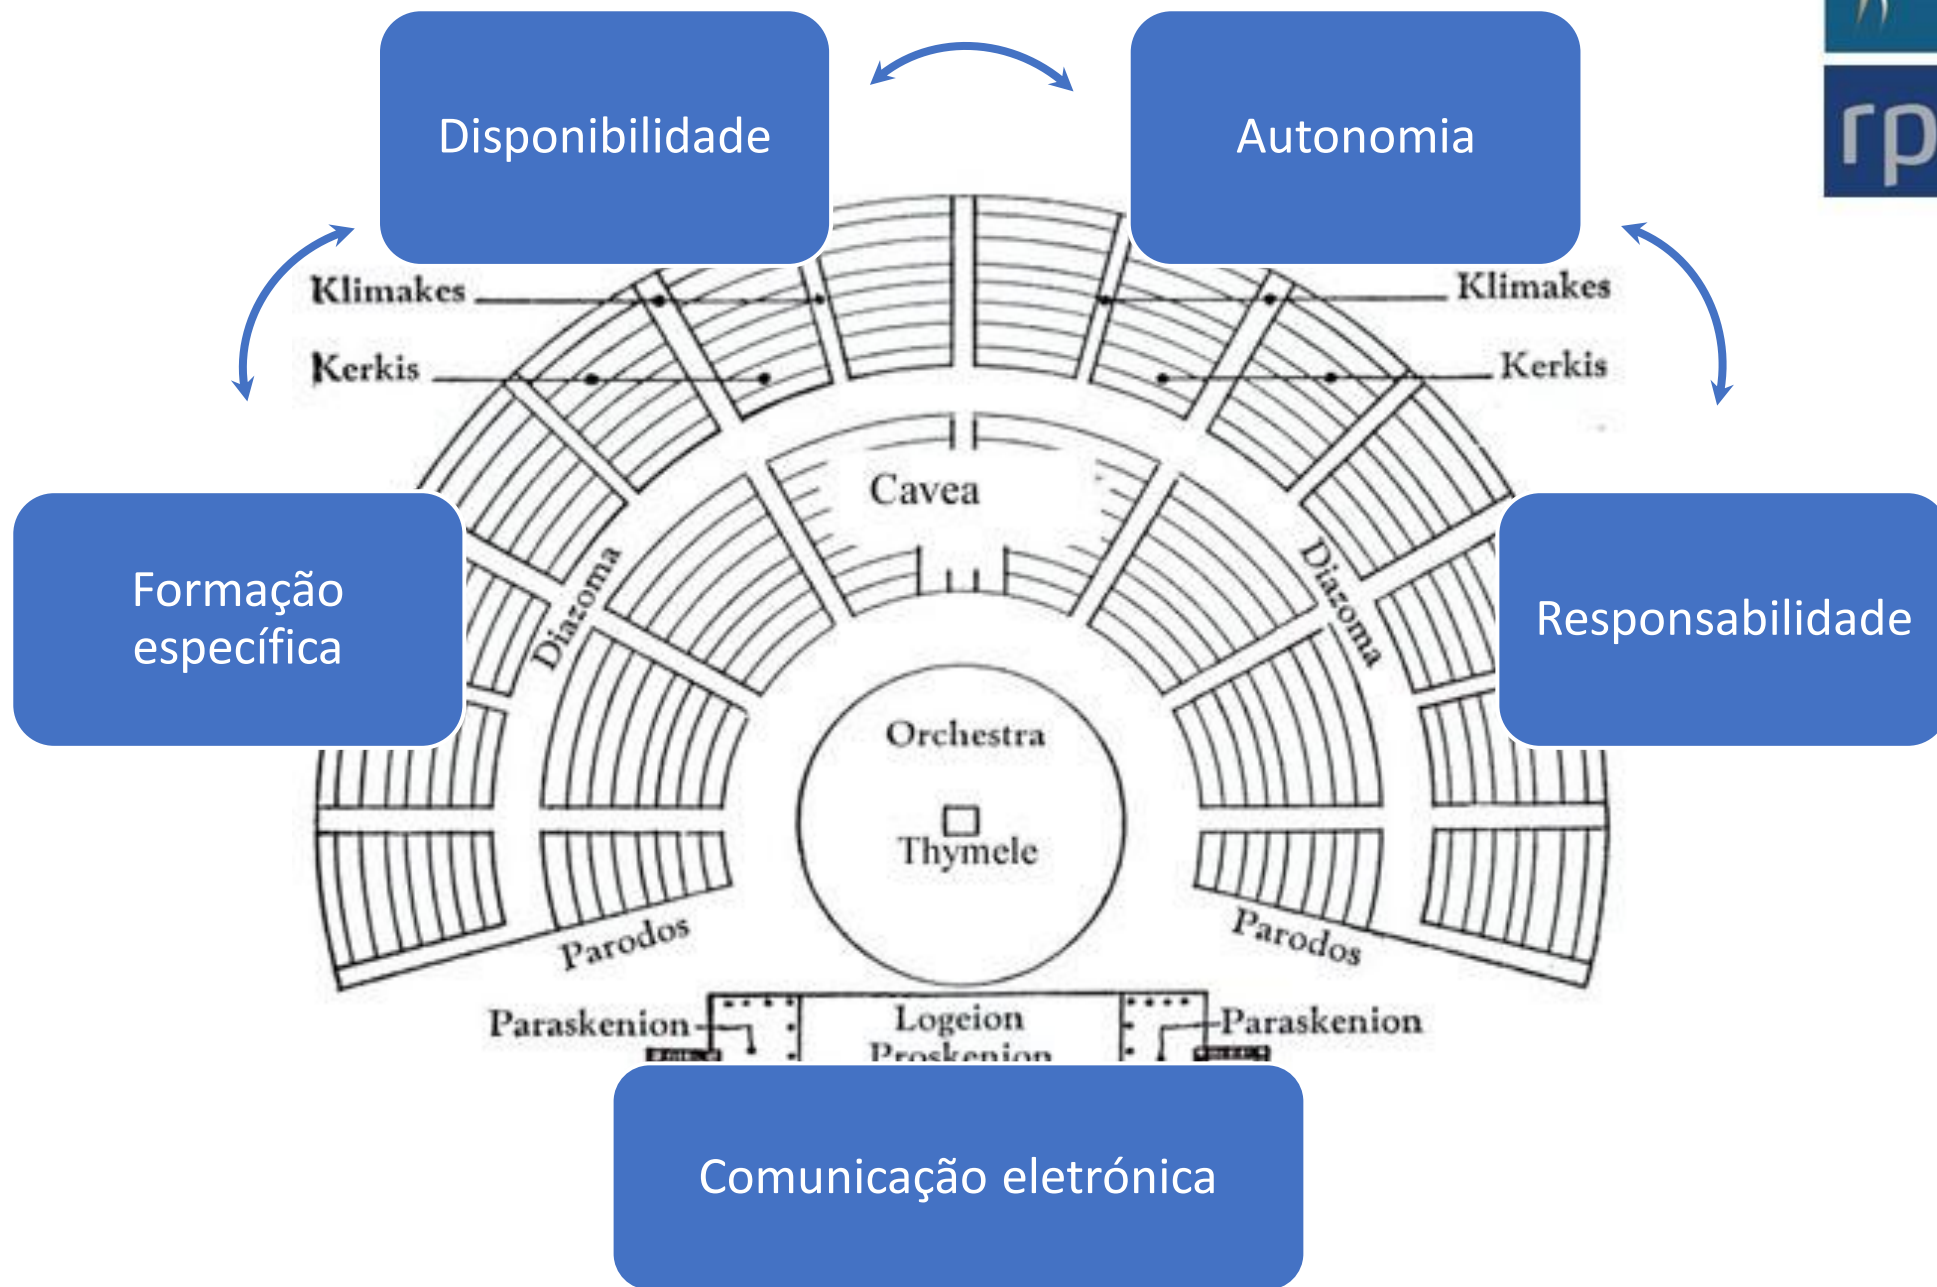 Disponibilidade
Autonomia
rp
Klimakes
Klimakes
Kerkis
Kerkis
Cavea
Formação
específica
Diazoma
Diazoma
Responsabilidade
Orchestra
Thymele
Parodos
Parodos
Paraskenion
Logeion
Paraskenion
Proskenion
Comunicação eletrónica